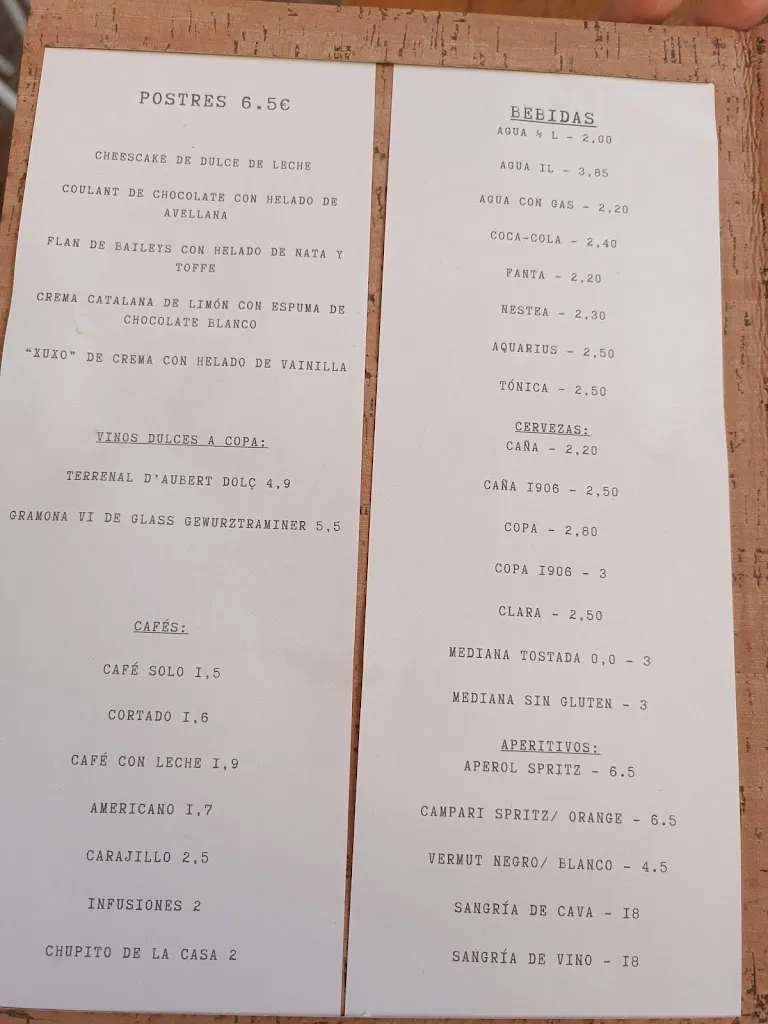 POSTRES 6.5€
CHEESCAKE DE DULCE DE LECHE
COULANT DE CHOCOLATE CON HELADO DE
AVELLANA
FLAN DE BAILEYS CON HELADO DE NATA Y
TOFFE
CREMA CATALANA DE LIMÓN CON ESPUMA DE
CHOCOLATE BLANCO
“XUXO” DE CREMA CON HELADO DE VAINILLA
VINOS DULCES A COPA:
TERRENAL D'AUBERT DOLÇ 4,9
GRAMONA VI DE GLASS GEWURZTRAMINER 5,5
CAFÉS:
CAFÉ SOLO I,5
CORTADO I,6
CAFÉ CON LECHE I,9
AMERICANO I,7
CARAJILLO 2,5
INFUSIONES 2
CHUPITO DE LA CASA 2
BEBIDAS
AGUA ½ L - 2,00
AGUA IL - 3,85
AGUA CON GAS - 2,20
COCA-COLA - 2,40
FANTA - 2,20
NESTEA - 2,30
AQUARIUS - 2,50
TÓNICA - 2,50
CERVEZAS:
CAÑA - 2,20
CAÑA I906 - 2,50
COPA - 2,80
COPA I906 - 3
CLARA - 2,50
MEDIANA TOSTADA 0,0 - 3
MEDIANA SIN GLUTEN - 3
APERITIVOS:
APEROL SPRITZ - 6.5
CAMPARI SPRITZ/ ORANGE - 6.5
VERMUT NEGRO/ BLANCO - 4.5
SANGRÍA DE CAVA - I8
SANGRÍA DE VINO - I8